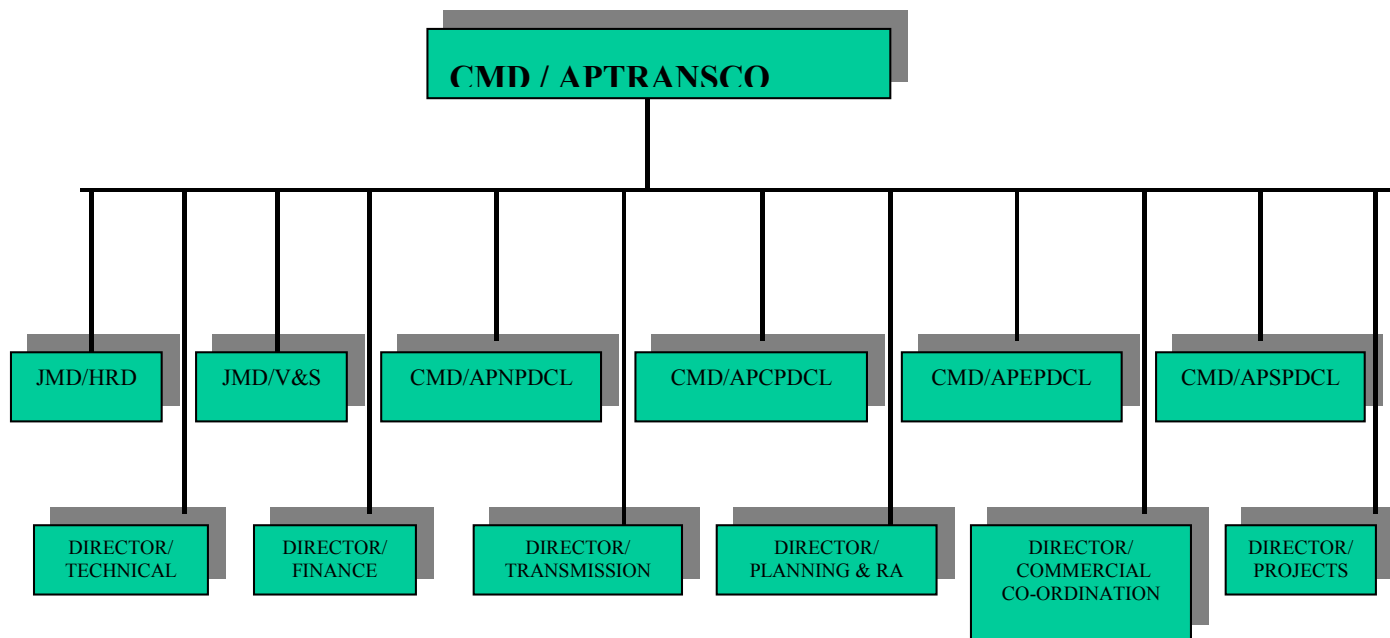 CMD / APTRANSCO
JMD/HRD
JMD/V&S
CMD/APNPDCL
CMD/APCPDCL
CMD/APEPDCL
CMD/APSPDCL
DIRECTOR/
TECHNICAL
DIRECTOR/
FINANCE
DIRECTOR/
TRANSMISSION
DIRECTOR/
PLANNING & RA
DIRECTOR/
COMMERCIAL
CO-ORDINATION
DIRECTOR/
PROJECTS